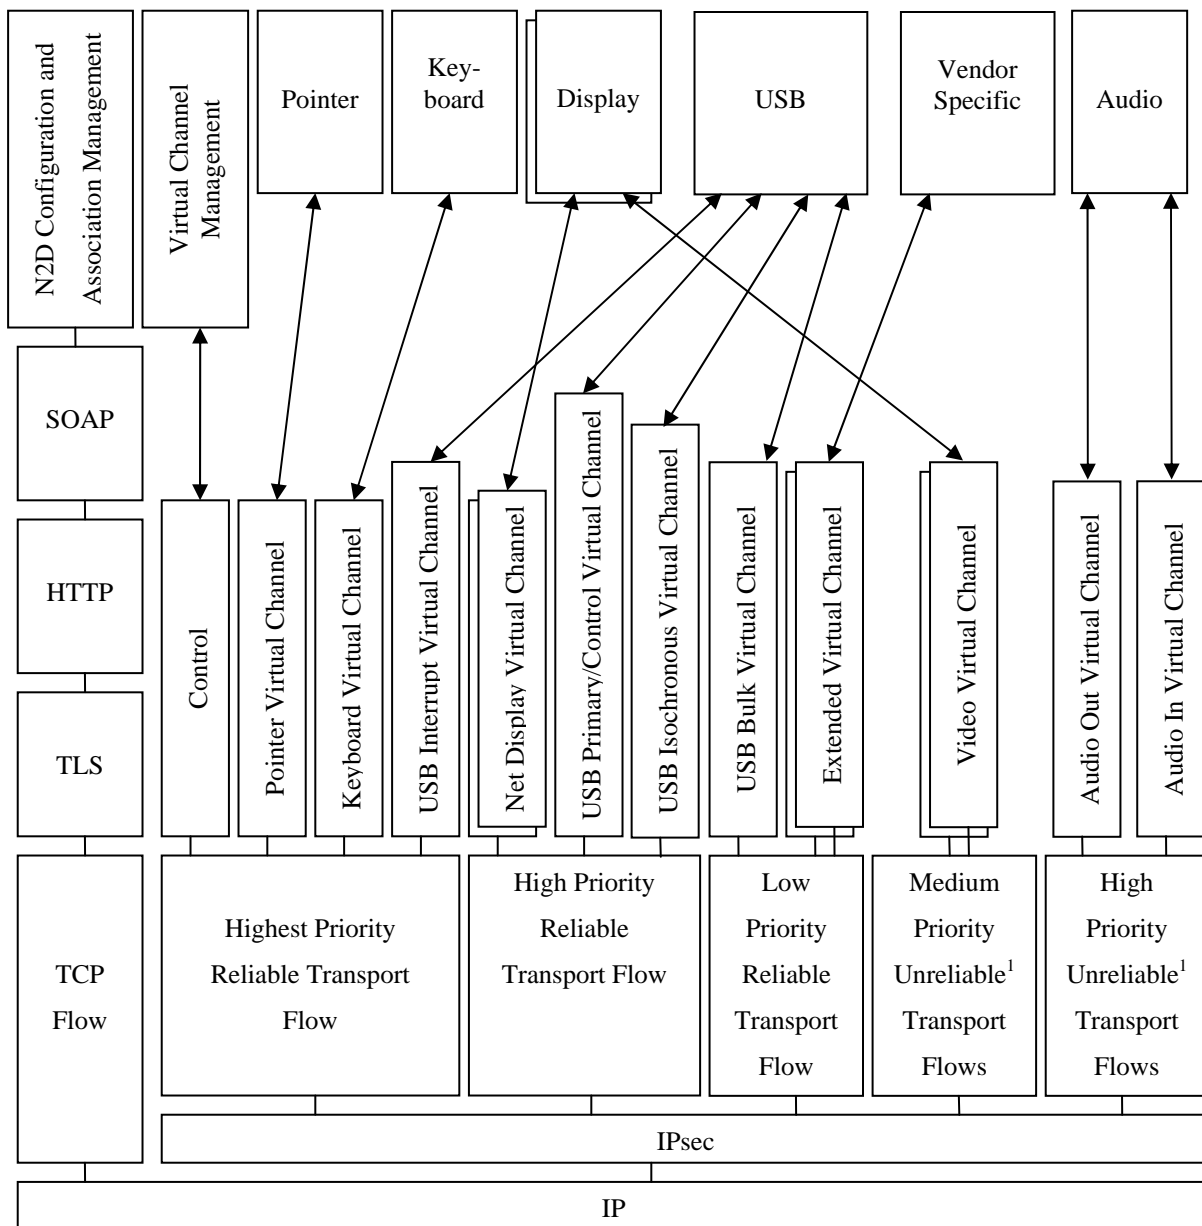 N2D Configuration and
Association Management
Virtual Channel
Management
Pointer
Key-
board
Display
USB
Vendor
Specific
Audio
SOAP
HTTP
TLS
Control
Pointer Virtual Channel
Keyboard Virtual Channel
USB Interrupt Virtual Channel
Net Display Virtual Channel
USB Primary/Control Virtual Channel
USB Isochronous Virtual Channel
USB Bulk Virtual Channel
Extended Virtual Channel
Video Virtual Channel
Audio Out Virtual Channel
Audio In Virtual Channel
TCP
Flow
Highest Priority
Reliable Transport
Flow
High Priority
Reliable
Transport Flow
Low
Priority
Reliable
Transport
Flow
Medium
Priority
Unreliable¹
Transport
Flows
High
Priority
Unreliable¹
Transport
Flows
IPsec
IP